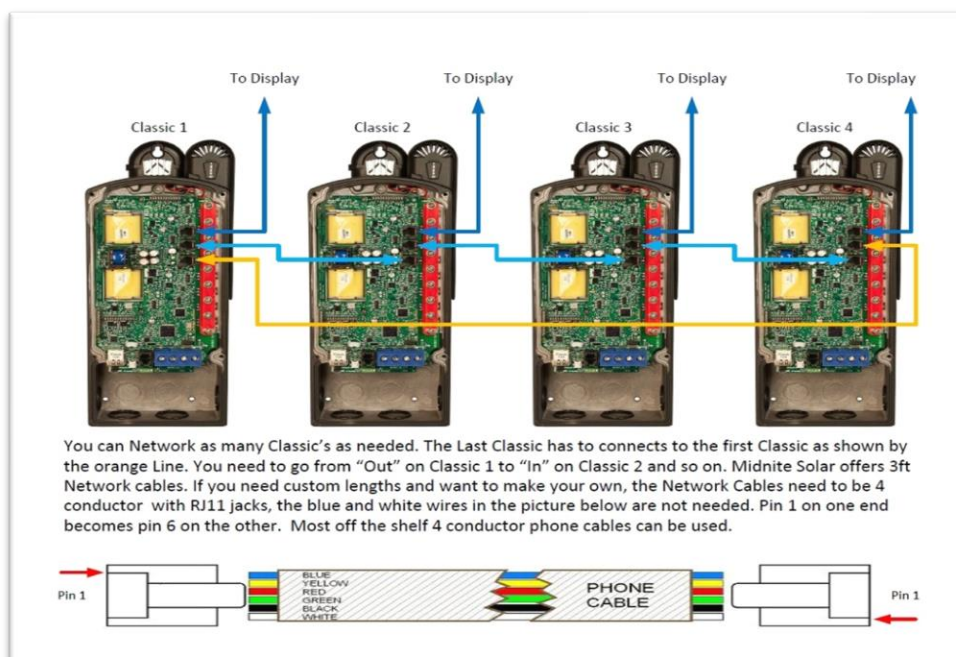 To Display To Display To Display To Display
Classic 1 Classic 2 Classic 3 Classic 4
You can Network as many Classic's as needed. The Last Classic has to connects to the first Classic as shown by
the orange Line. You need to go from "Out" on Classic 1 to "In" on Classic 2 and so on. Midnite Solar offers 3ft
Network cables. If you need custom lengths and want to make your own, the Network Cables need to be 4
conductor with RJ11 jacks, the blue and white wires in the picture below are not needed. Pin 1 on one end
becomes pin 6 on the other. Most off the shelf 4 conductor phone cables can be used.
Pin 1
BLUE
YELLOW
RED
GREEN
BLACK
WHITE
PHONE
CABLE
Pin 1